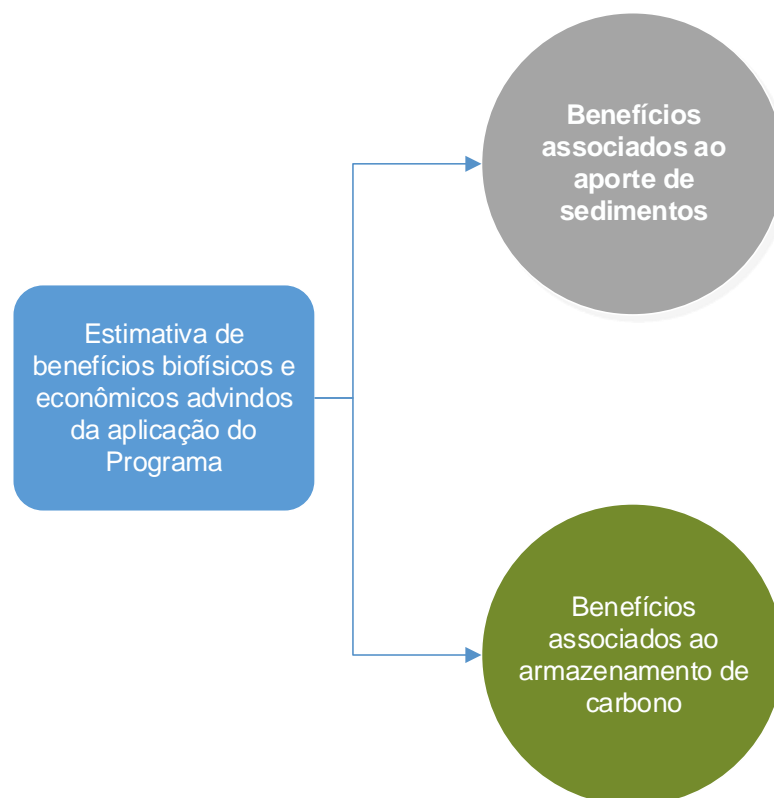 Benefícios
associados ao
aporte de
sedimentos
Estimativa de
benefícios biofísicos e
econômicos advindos
da aplicação do
Programa
Benefícios
associados ao
armazenamento de
carbono